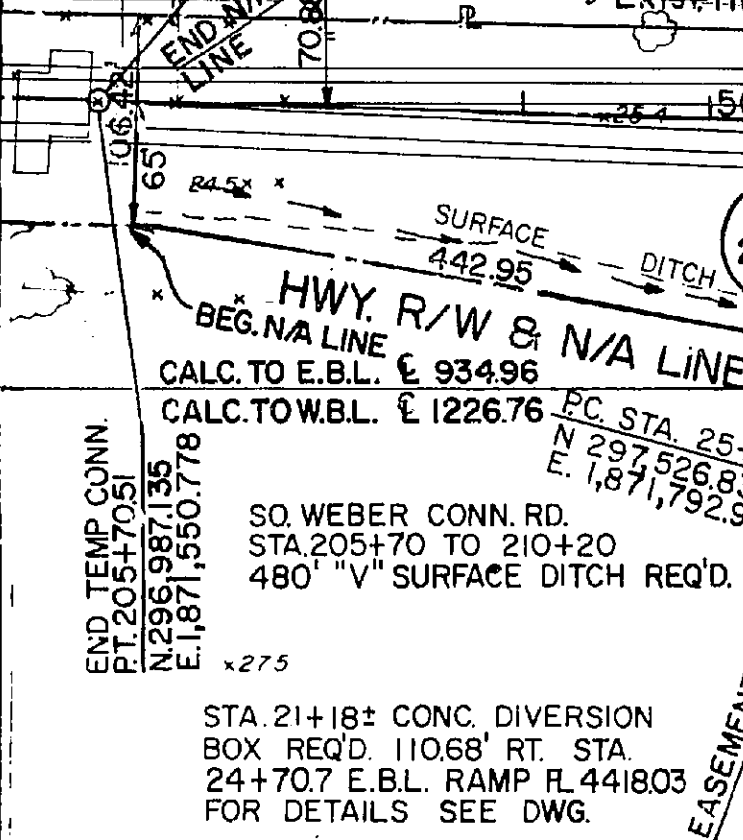 END N/A
LINE
70.8
106.42'
65
25.4
24.5
SURFACE
DITCH
442.95
HWY. R/W & N/A LINE
BEG. N/A LINE
CALC. TO E.B.L. ℄ 934.96
CALC. TO W.B.L. ℄ 1226.76
P.C. STA. 25+
N 297,526.8
E. 1,871,792.9
END TEMP CONN.
P.T. 205+70.51
N.296,987.135
E.1,871,550.778
SO. WEBER CONN. RD.
STA. 205+70 TO 210+20
480' "V" SURFACE DITCH REQ'D.
×275
STA. 21+18± CONC. DIVERSION
BOX REQ'D. 110.68' RT. STA.
24+70.7 E.B.L. RAMP FL 4418.03
FOR DETAILS SEE DWG.